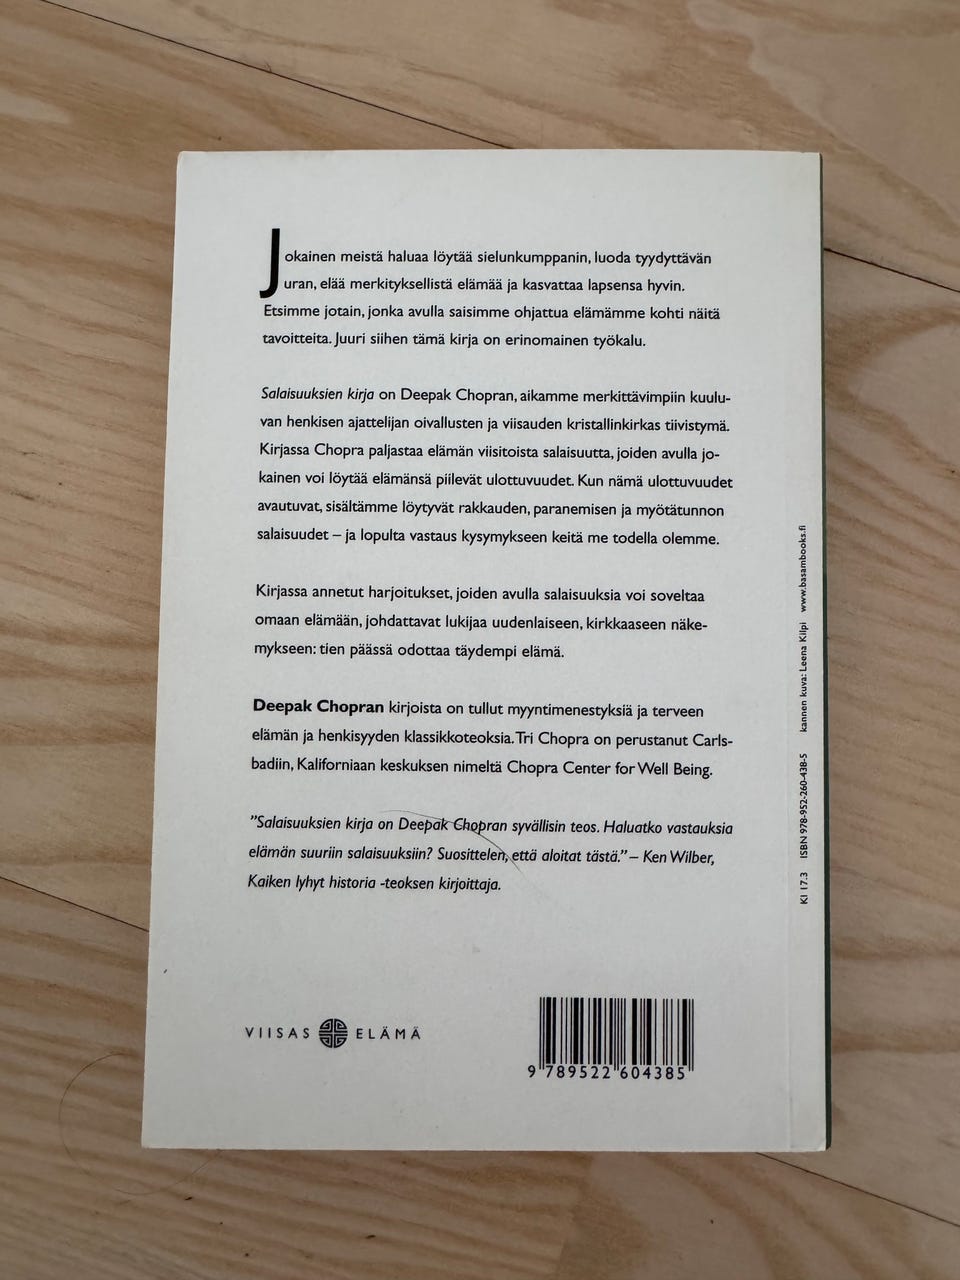 Jokainen meistä haluaa löytää sielunkumppanin, luoda tyydyttävän
uran, elää merkityksellistä elämää ja kasvattaa lapsensa hyvin.
Etsimme jotain, jonka avulla saisimme ohjattua elämämme kohti näitä
tavoitteita. Juuri siihen tämä kirja on erinomainen työkalu.
Salaisuuksien kirja on Deepak Chopran, aikamme merkittävimpiin kuulu-
van henkisen ajattelijan oivallusten ja viisauden kristallinkirkas tiivistymä.
Kirjassa Chopra paljastaa elämän viisitoista salaisuutta, joiden avulla jo-
kainen voi löytää elämänsä piilevät ulottuvuudet. Kun nämä ulottuvuudet
avautuvat, sisältämme löytyvät rakkauden, paranemisen ja myötätunnon
salaisuudet – ja lopulta vastaus kysymykseen keitä me todella olemme.
Kirjassa annetut harjoitukset, joiden avulla salaisuuksia voi soveltaa
omaan elämään, johdattavat lukijaa uudenlaiseen, kirkkaaseen näke-
mykseen: tien päässä odottaa täydempi elämä.
Deepak Chopran kirjoista on tullut myyntimenestyksiä ja terveen
elämän ja henkisyyden klassikkoteoksia. Tri Chopra on perustanut Carls-
badiin, Kaliforniaan keskuksen nimeltä Chopra Center for Well Being.
”Salaisuuksien kirja on Deepak Chopran syvällisin teos. Haluatko vastauksia
elämän suuriin salaisuuksiin? Suosittelen, että aloitat tästä.” – Ken Wilber,
Kaiken lyhyt historia -teoksen kirjoittaja.
VIISAS ELÄMÄ
9 789522 604385
Kl 17.3 ISBN 978-952-260-438-5 kannen kuva: Leena Kilpi www.basambooks.fi